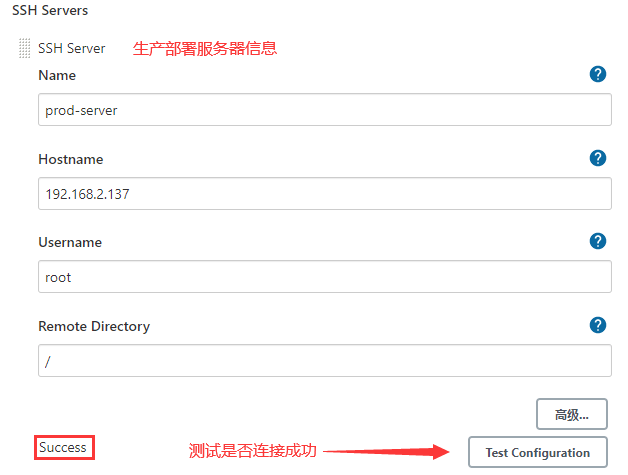 SSH Servers
SSH Server 生产部署服务器信息
Name
prod-server
Hostname
192.168.2.137
Username
root
Remote Directory
/
高级...
Success 测试是否连接成功 Test Configuration